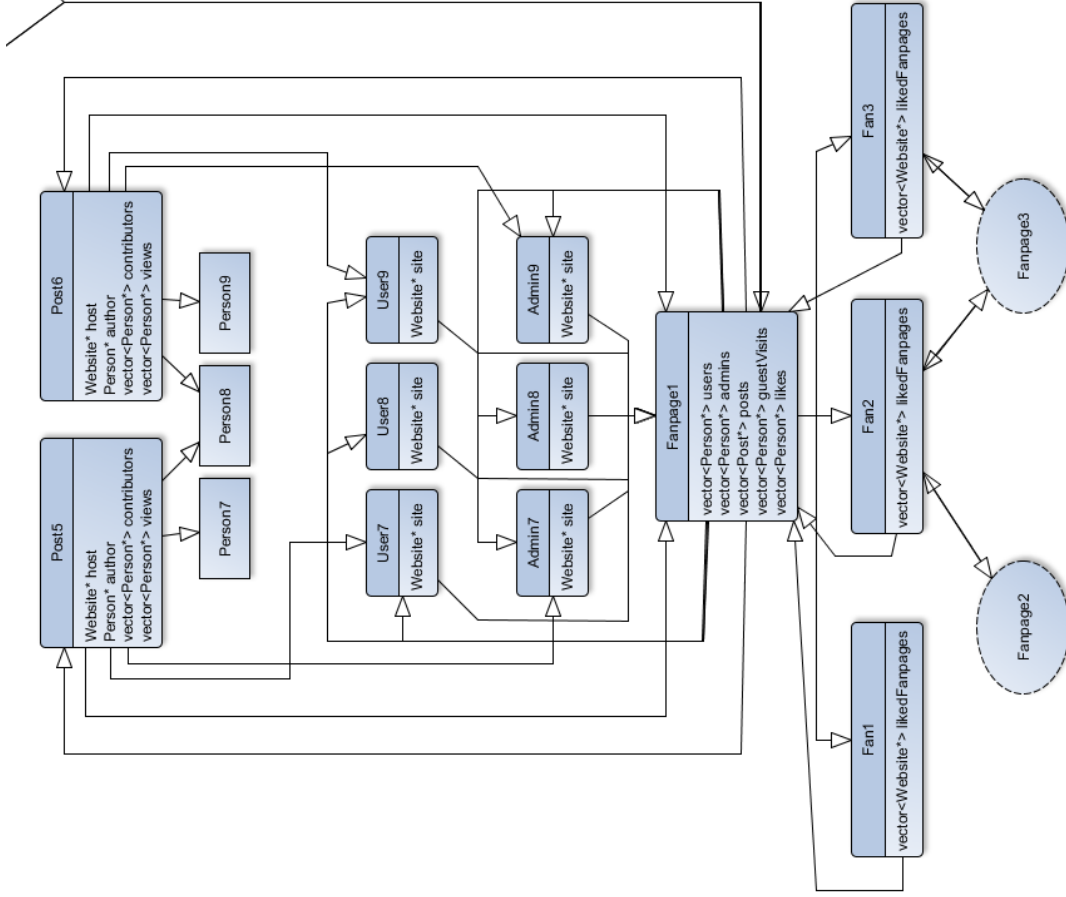 Post5
Website* host
Person* author
vector<Person*> contributors
vector<Person*> views
Post6
Website* host
Person* author
vector<Person*> contributors
vector<Person*> views
Person7
Person8
Person9
User7
Website* site
User8
Website* site
User9
Website* site
Admin7
Website* site
Admin8
Website* site
Admin9
Website* site
Fanpage1
vector<Person*> users
vector<Person*> admins
vector<Post*> posts
vector<Person*> guestVisits
vector<Person*> likes
Fan1
vector<Website*> likedFanpages
Fan2
vector<Website*> likedFanpages
Fan3
vector<Website*> likedFanpages
Fanpage2
Fanpage3